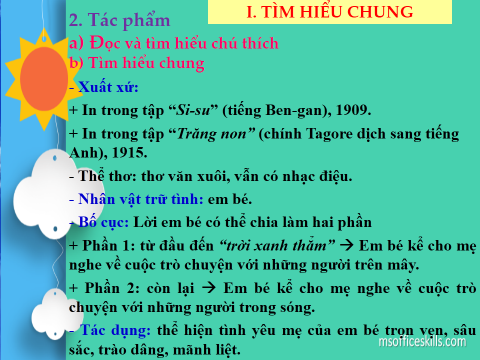 I. TÌM HIỂU CHUNG
2. Tác phẩm
a) Đọc và tìm hiểu chú thích
b) Tìm hiểu chung
- Xuất xứ:
+ In trong tập “Si-su” (tiếng Ben-gan), 1909.
+ In trong tập “Trăng non” (chính Tagore dịch sang tiếng
Anh), 1915.
- Thể thơ: thơ văn xuôi, vẫn có nhạc điệu.
- Nhân vật trữ tình: em bé.
- Bố cục: Lời em bé có thể chia làm hai phần
+ Phần 1: từ đầu đến “trời xanh thẳm” → Em bé kể cho mẹ
nghe về cuộc trò chuyện với những người trên mây.
+ Phần 2: còn lại → Em bé kể cho mẹ nghe về cuộc trò
chuyện với những người trong sóng.
- Tác dụng: thể hiện tình yêu mẹ của em bé trọn vẹn, sâu
sắc, trào dâng, mãnh liệt.
msofficeskills.com